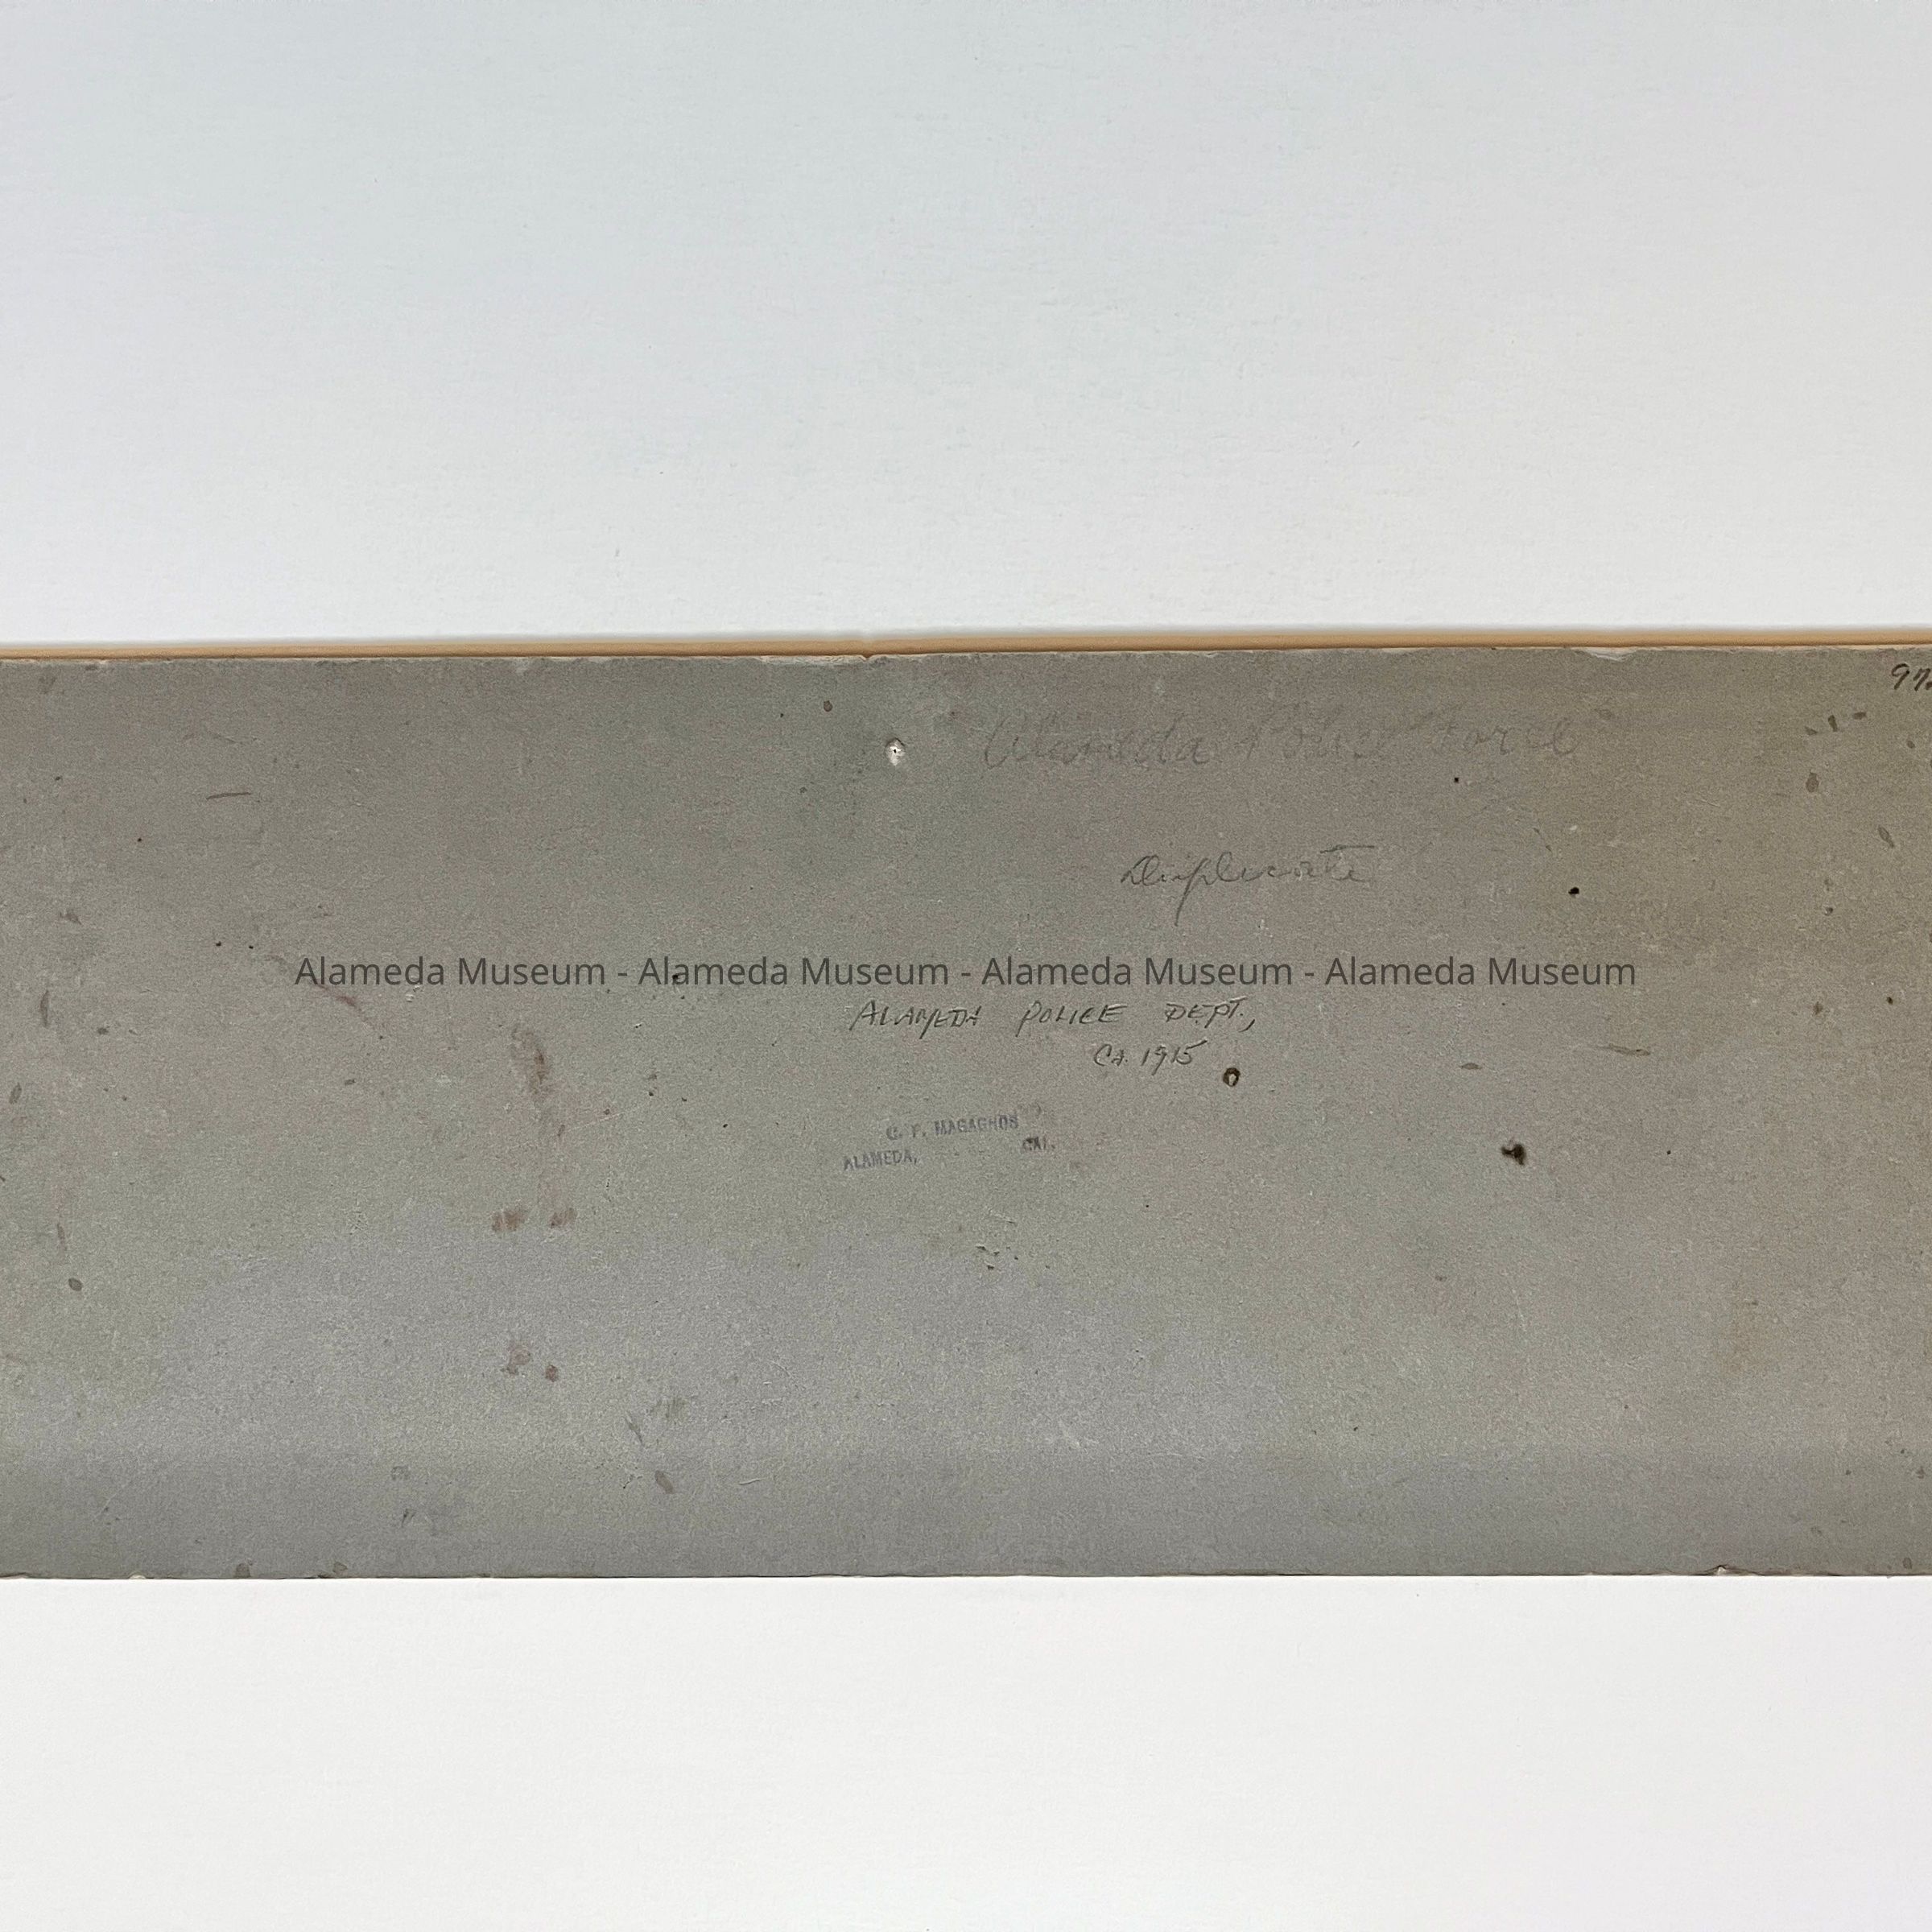 97.
Alameda Police Force
Duplicate
Alameda Museum - Alameda Museum - Alameda Museum - Alameda Museum
ALAMEDA POLICE DEPT.,
CA. 1915
C. F. MAGAGNOS
ALAMEDA, CAL.